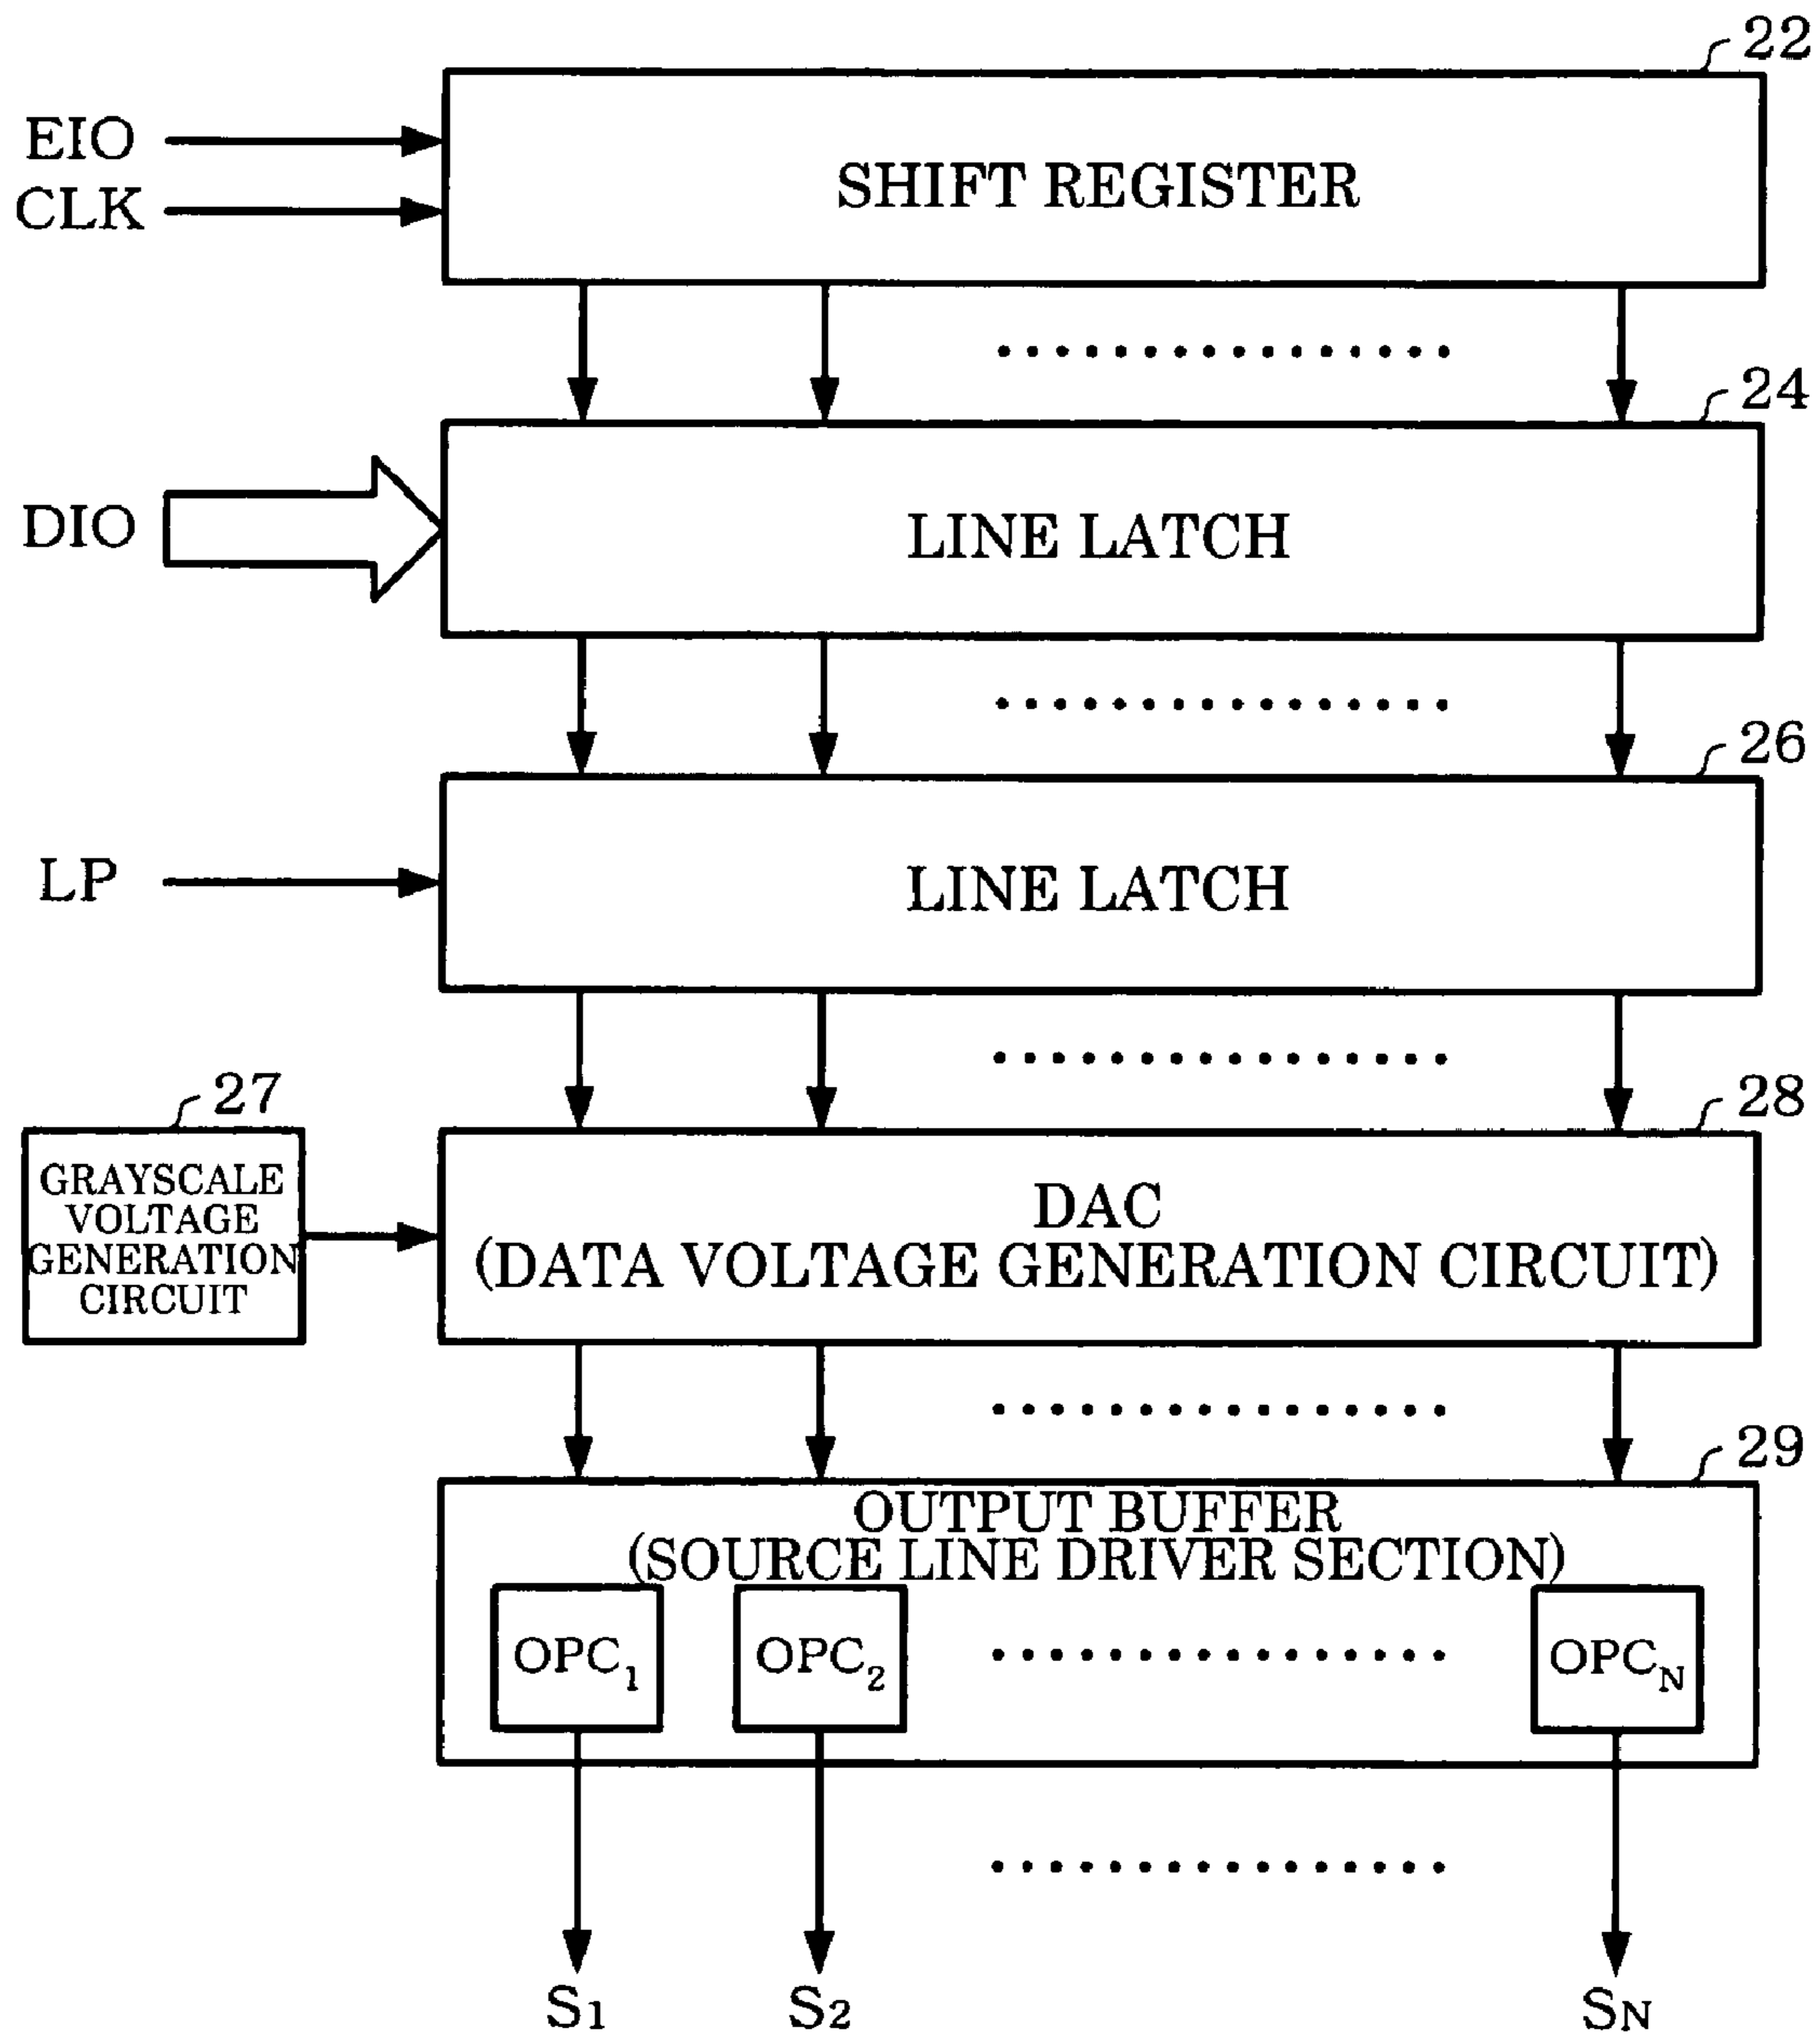 22
EIO
CLK
SHIFT REGISTER
24
DIO
LINE LATCH
26
LP
LINE LATCH
27
GRAYSCALE
VOLTAGE
GENERATION
CIRCUIT
28
DAC
(DATA VOLTAGE GENERATION CIRCUIT)
29
OUTPUT BUFFER
(SOURCE LINE DRIVER SECTION)
OPC1
OPC2
OPCN
S1
S2
SN